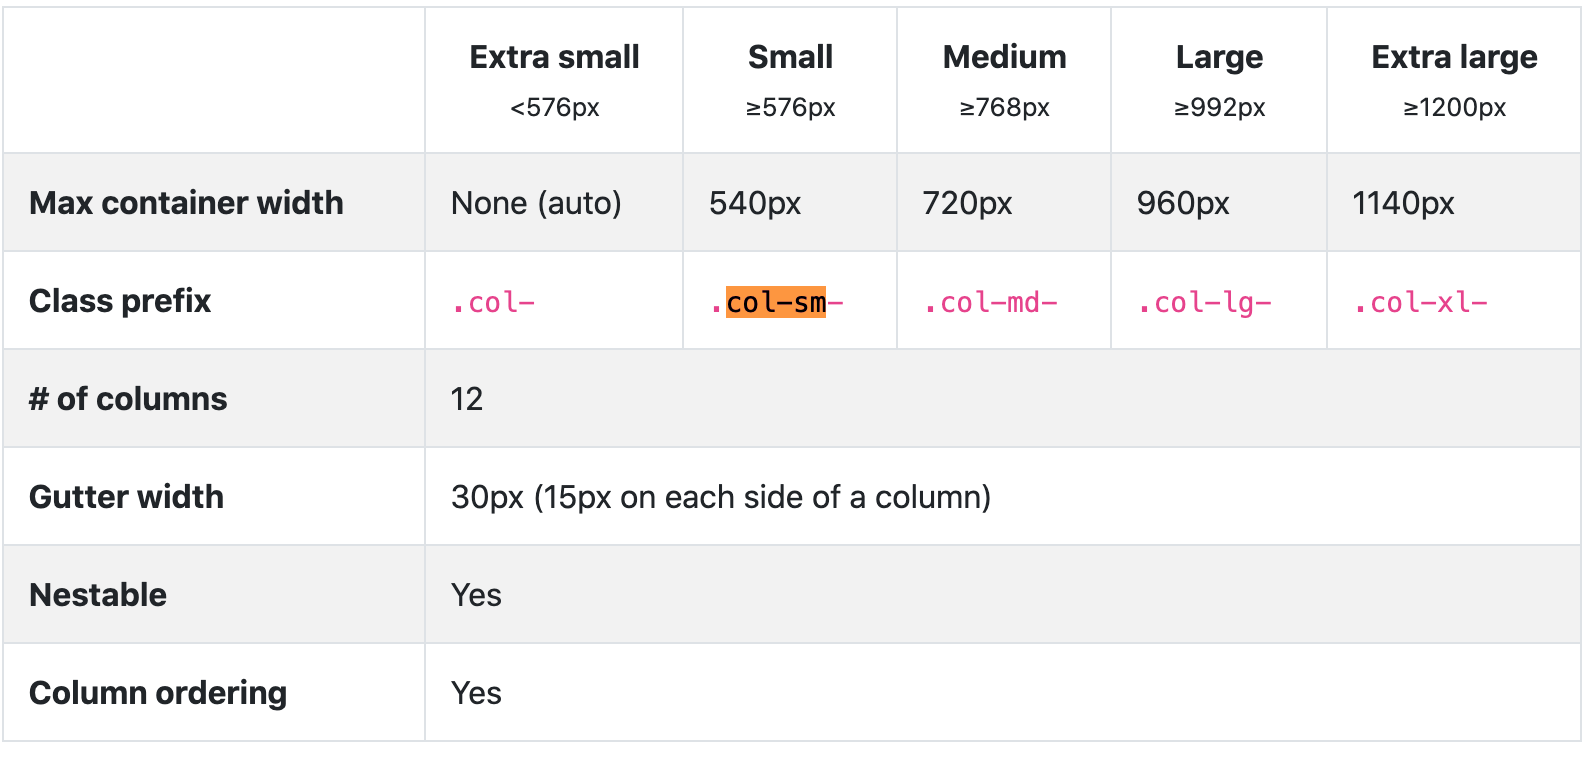 Extra small Small Medium Large Extra large
<576px ≥576px ≥768px ≥992px ≥1200px
Max container width None (auto) 540px 720px 960px 1140px
Class prefix .col- .col-sm- .col-md- .col-lg- .col-xl-
# of columns 12
Gutter width 30px (15px on each side of a column)
Nestable Yes
Column ordering Yes